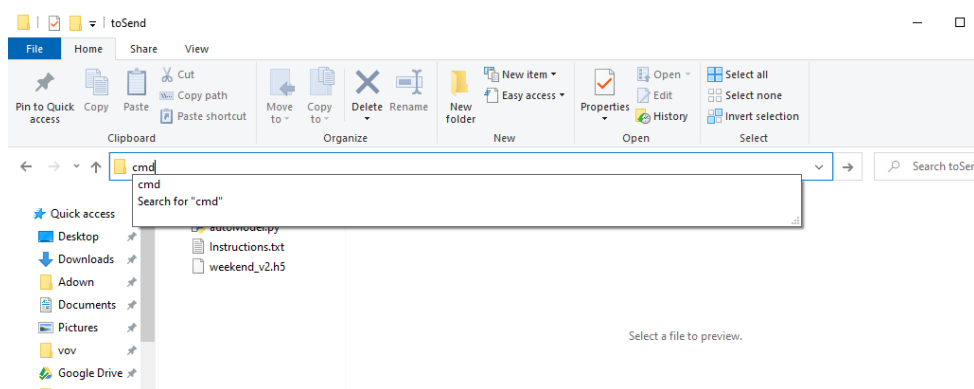 toSend
File Home Share View
Pin to Quick access
Copy
Paste
Cut
Copy path
Paste shortcut
Clipboard
Move to
Copy to
Delete
Rename
Organize
New folder
New item
Easy access
New
Properties
Open
Edit
History
Open
Select all
Select none
Invert selection
Select
cmd
Search toSer
cmd
Search for "cmd"
Quick access
Desktop
Downloads
Adown
Documents
Pictures
vov
Google Drive
autoModel.py
Instructions.txt
weekend_v2.h5
Select a file to preview.